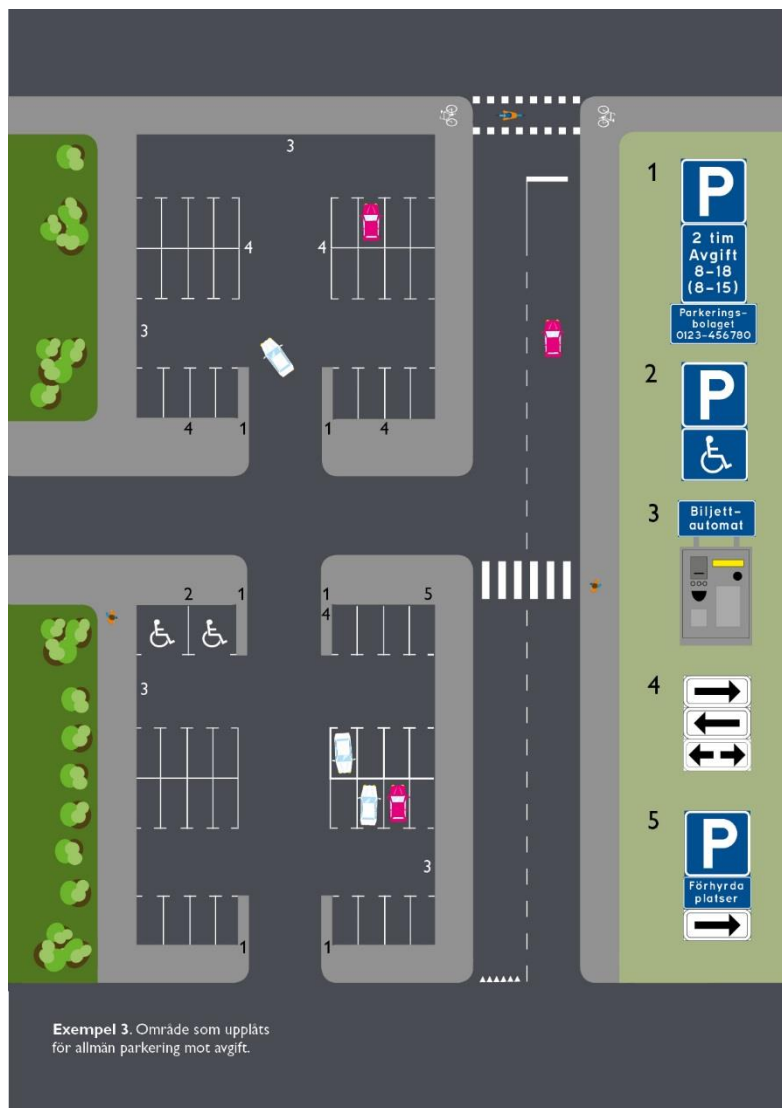 3
1
P
2 tim
Avgift
8-18
(8-15)
Parkerings-
bolaget
0123-456780
4
4
3
2
P
4
1
1
4
3
Biljett-
automat
2
1
1
5
4
3
4
5
P
Förhyrda
platser
3
1
1
Exempel 3. Område som upplåts
för allmän parkering mot avgift.